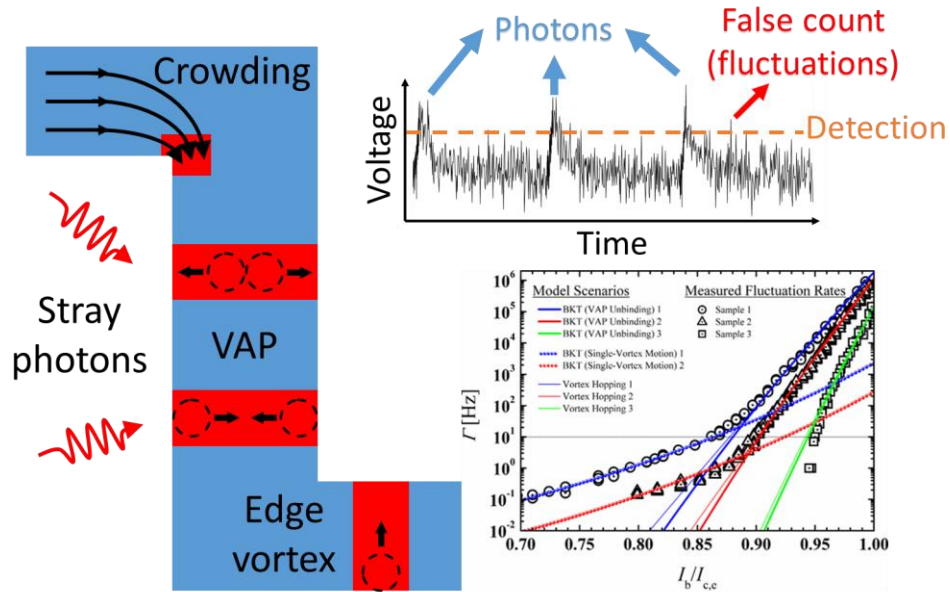 Crowding
Stray
photons
VAP
Edge
vortex
Photons
False count
(fluctuations)
Detection
Voltage
Time
Model Scenarios
BKT (VAP Unbinding) 1
BKT (VAP Unbinding) 2
BKT (VAP Unbinding) 3
BKT (Single-Vortex Motion) 1
BKT (Single-Vortex Motion) 2
Vortex Hopping 1
Vortex Hopping 2
Vortex Hopping 3
Measured Fluctuation Rates
Sample 1
Sample 2
Sample 3
Γ [Hz]
10⁶
10⁵
10⁴
10³
10²
10¹
10⁰
10⁻¹
10⁻²
0.70 0.75 0.80 0.85 0.90 0.95 1.00
I_b/I_c,e